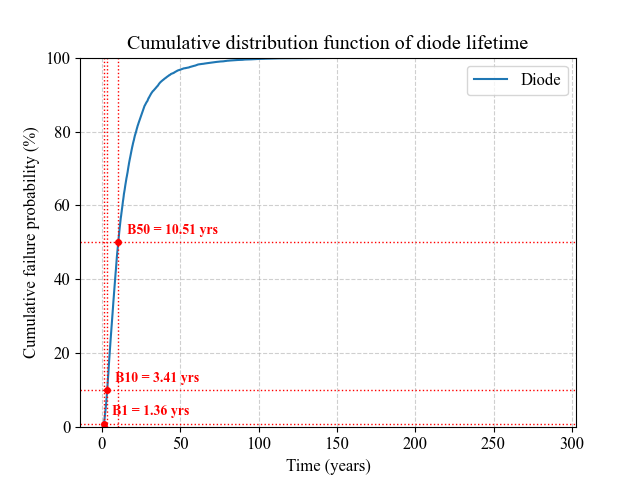 Cumulative distribution function of diode lifetime
100
80
60
40
20
0
Cumulative failure probability (%)
Diode
B50 = 10.51 yrs
B10 = 3.41 yrs
B1 = 1.36 yrs
0 50 100 150 200 250 300
Time (years)